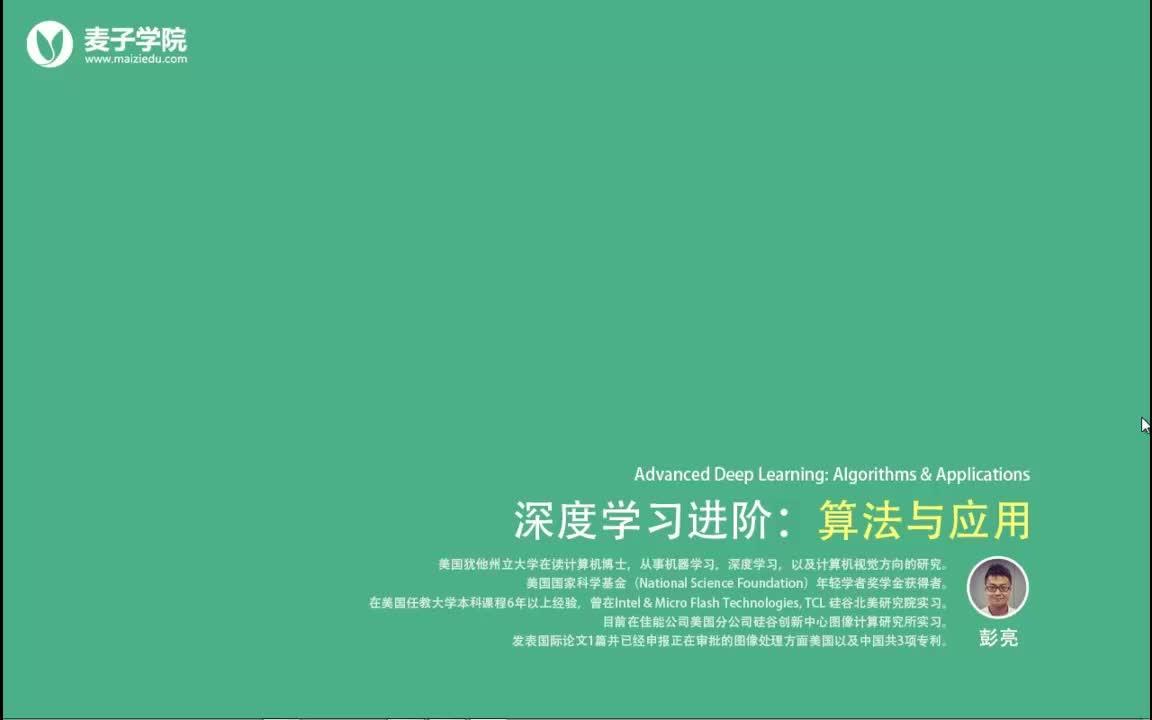 麦子学院
www.maiziedu.com
Advanced Deep Learning: Algorithms & Applications
深度学习进阶：算法与应用
美国犹他州立大学在读计算机博士，从事机器学习，深度学习，以及计算机视觉方向的研究。
美国国家科学基金（National Science Foundation）年轻学者奖学金获得者。
在美国任教大学本科课程6年以上经验，曾在Intel & Micro Flash Technologies, TCL 硅谷北美研究院实习。
目前在佳能公司美国分公司硅谷创新中心图像计算研究所实习。
发表国际论文1篇并已经申报正在审批的图像处理方面美国以及中国共3项专利。
彭亮